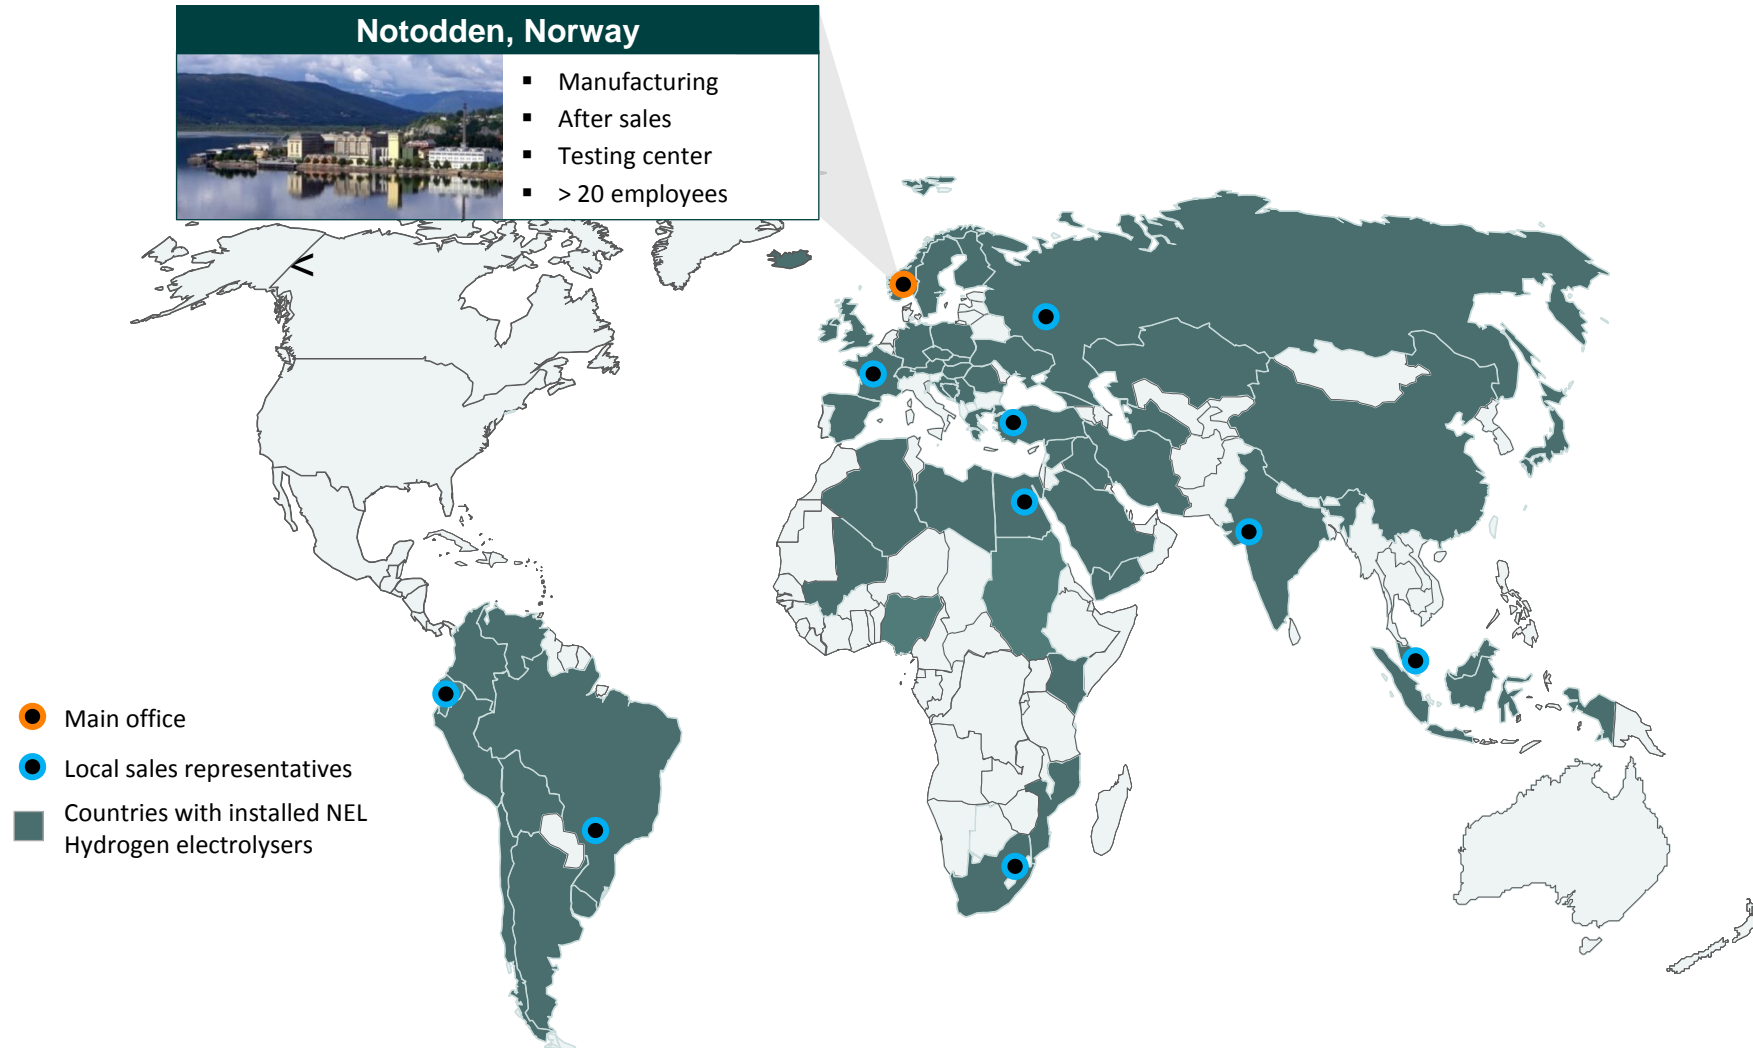 Notodden, Norway
▪ Manufacturing
▪ After sales
▪ Testing center
▪ > 20 employees
Main office
Local sales representatives
Countries with installed NEL
Hydrogen electrolysers